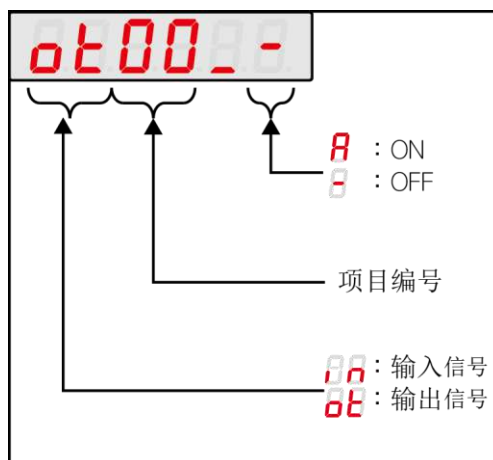 ot00_ -
A : ON
- : OFF
项目编号
in : 输入信号
ot : 输出信号